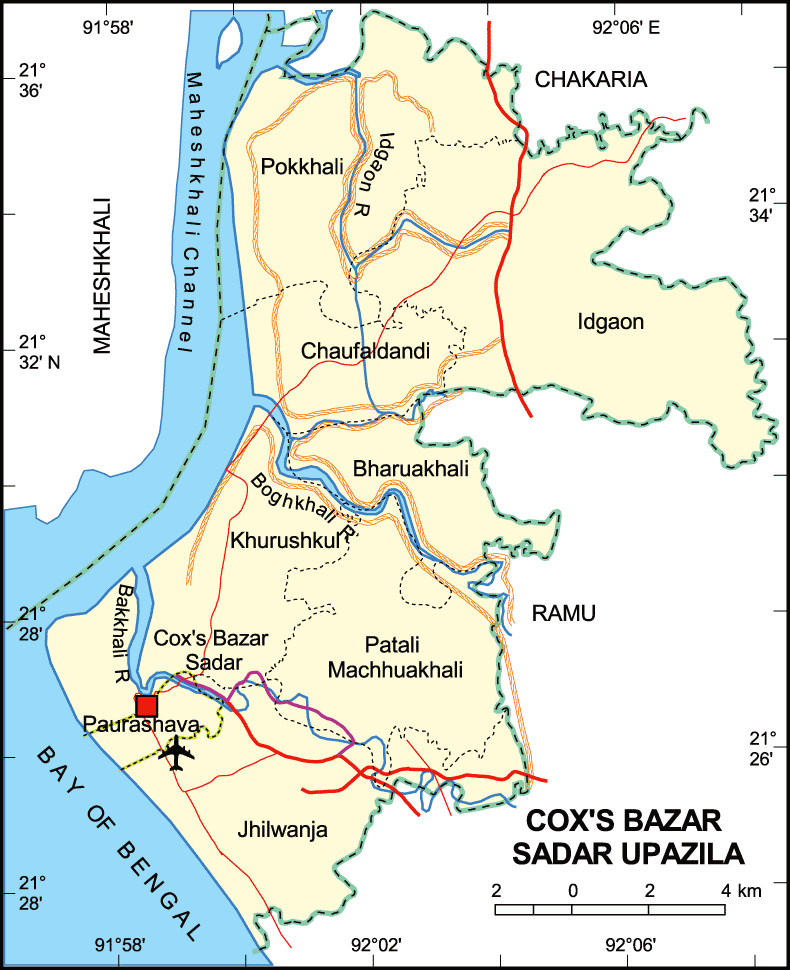 91°58'
92°06' E
21°
36'
CHAKARIA
Maheshkhali Channel
Idgaon R
Pokkhali
21°
34'
MAHESHKHALI
Idgaon
21°
32' N
Chaufaldandi
Bharuakhali
Boghkhali R
Khurushkul
21°
28'
Bakkhali R
RAMU
Cox's Bazar
Sadar
Patali
Machhuakhali
Paurashava
21°
26'
BAY OF BENGAL
Jhilwanja
COX'S BAZAR
SADAR UPAZILA
21°
28'
2 0 2 4 km
91°58'
92°02'
92°06'